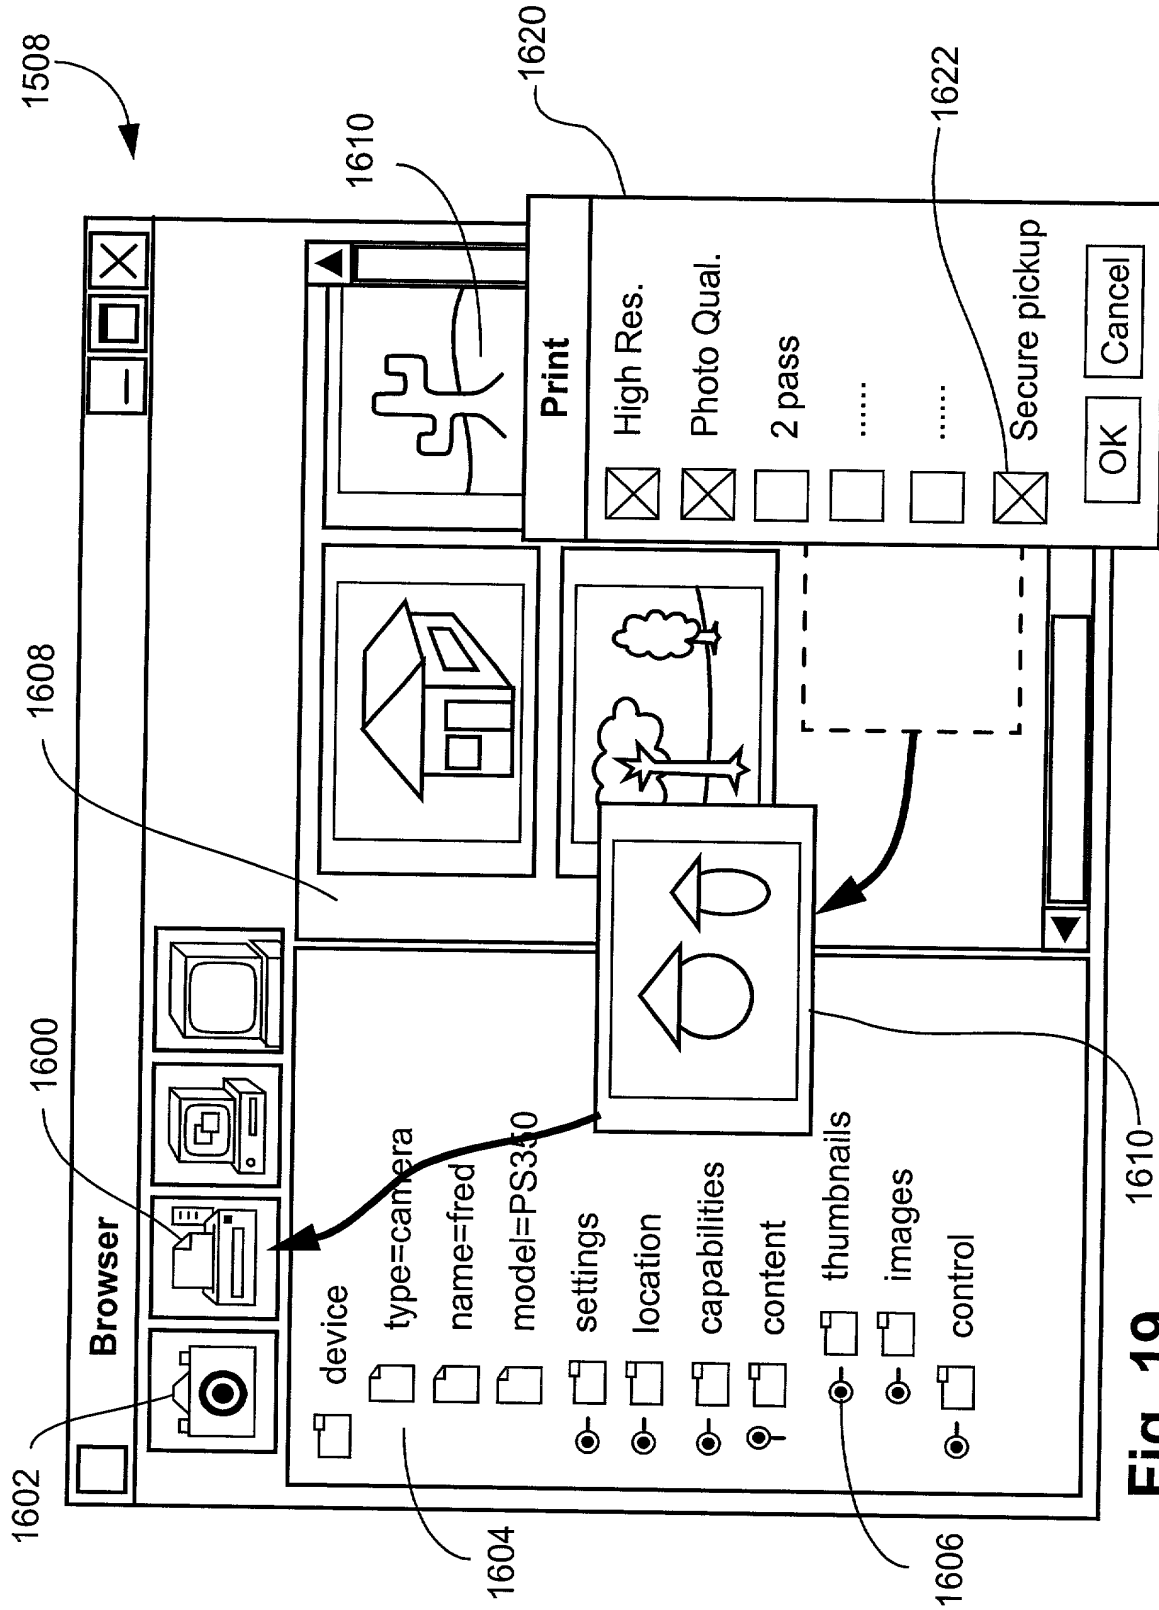 1508
1620
1622
1610
1608
1600
1602
Browser
device
type=camera
name=fred
model=PS350
settings
location
capabilities
content
thumbnails
images
control
Print
High Res.
Photo Qual.
2 pass
......
......
Secure pickup
OK
Cancel
1604
1606
1610
Fig. 19